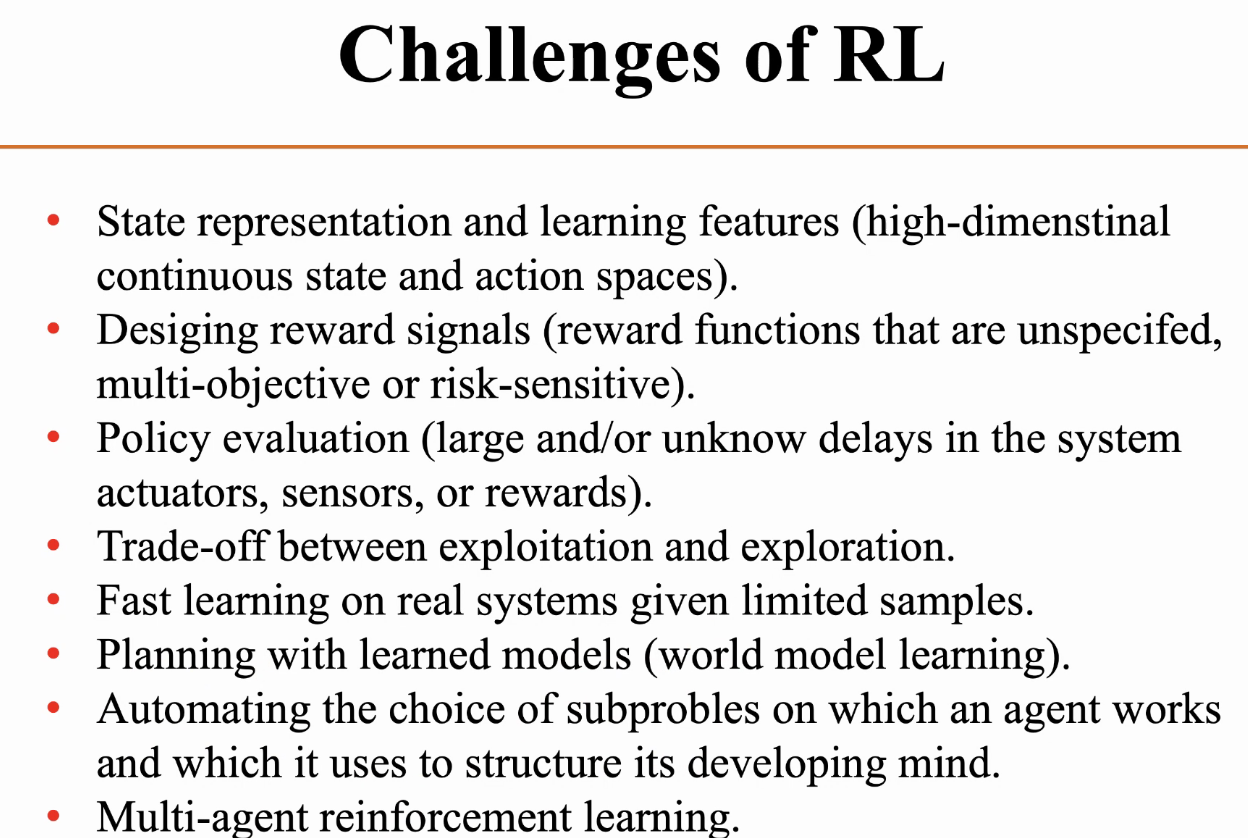 Challenges of RL
• State representation and learning features (high-dimenstinal
continuous state and action spaces).
• Desiging reward signals (reward functions that are unspecifed,
multi-objective or risk-sensitive).
• Policy evaluation (large and/or unknow delays in the system
actuators, sensors, or rewards).
• Trade-off between exploitation and exploration.
• Fast learning on real systems given limited samples.
• Planning with learned models (world model learning).
• Automating the choice of subprobles on which an agent works
and which it uses to structure its developing mind.
• Multi-agent reinforcement learning.